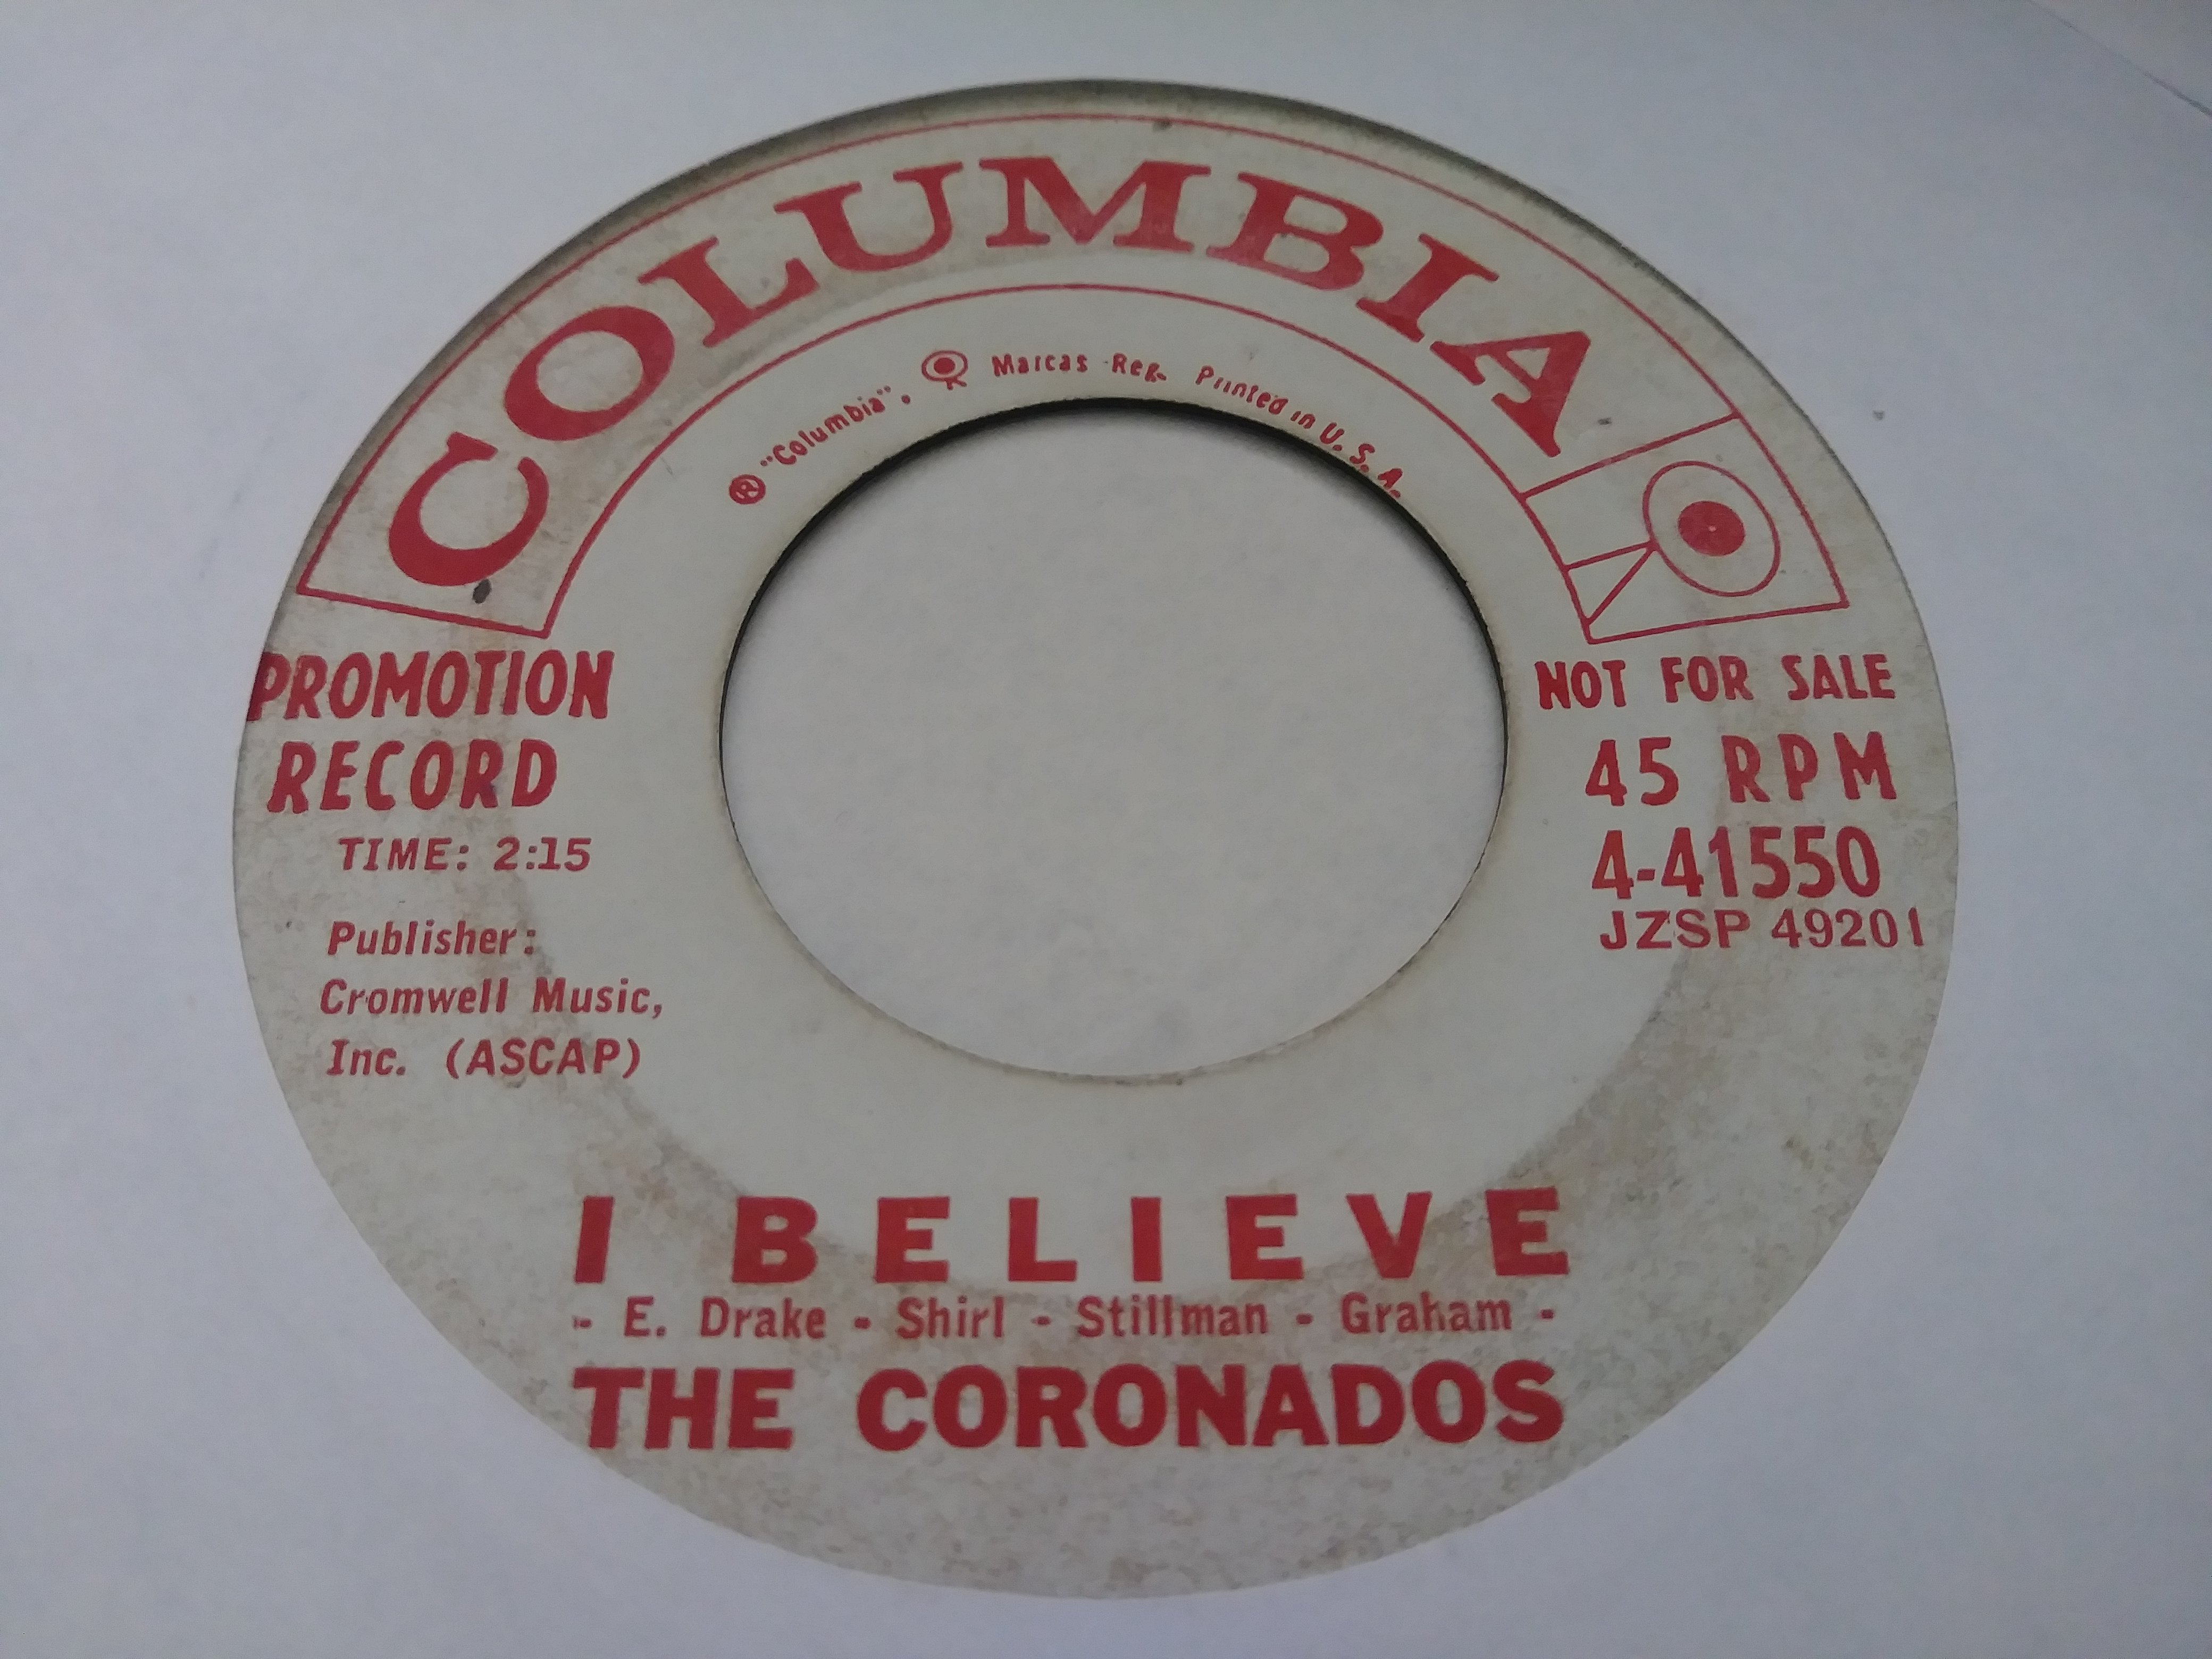 COLUMBIA
® "Columbia", Marcas Reg. Printed in U. S. A.
PROMOTION
RECORD
TIME: 2:15
Publisher:
Cromwell Music,
Inc. (ASCAP)
NOT FOR SALE
45 RPM
4-41550
JZSP 49201
I BELIEVE
- E. Drake - Shirl - Stillman - Graham -
THE CORONADOS